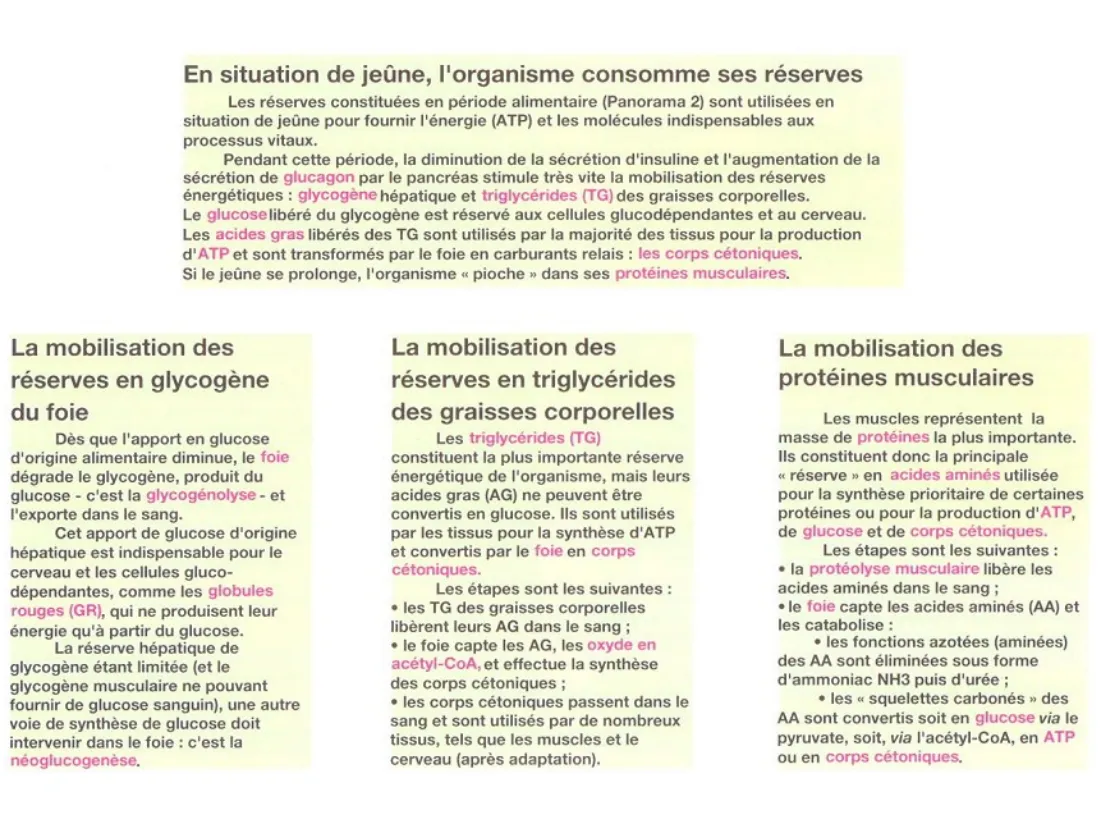 En situation de jeûne, l'organisme consomme ses réserves
Les réserves constituées en période alimentaire (Panorama 2) sont utilisées en
situation de jeûne pour fournir l'énergie (ATP) et les molécules indispensables aux
processus vitaux.
Pendant cette période, la diminution de la sécrétion d'insuline et l'augmentation de la
sécrétion de glucagon par le pancréas stimule très vite la mobilisation des réserves
énergétiques : glycogène hépatique et triglycérides (TG) des graisses corporelles.
Le glucose libéré du glycogène est réservé aux cellules glucodépendantes et au cerveau.
Les acides gras libérés des TG sont utilisés par la majorité des tissus pour la production
d'ATP et sont transformés par le foie en carburants relais : les corps cétoniques.
Si le jeûne se prolonge, l'organisme « pioche » dans ses protéines musculaires.
La mobilisation des
réserves en glycogène
du foie
Dès que l'apport en glucose
d'origine alimentaire diminue, le foie
dégrade le glycogène, produit du
glucose - c'est la glycogénolyse - et
l'exporte dans le sang.
Cet apport de glucose d'origine
hépatique est indispensable pour le
cerveau et les cellules gluco-
dépendantes, comme les globules
rouges (GR), qui ne produisent leur
énergie qu'à partir du glucose.
La réserve hépatique de
glycogène étant limitée (et le
glycogène musculaire ne pouvant
fournir de glucose sanguin), une autre
voie de synthèse de glucose doit
intervenir dans le foie : c'est la
néoglucogenèse.
La mobilisation des
réserves en triglycérides
des graisses corporelles
Les triglycérides (TG)
constituent la plus importante réserve
énergétique de l'organisme, mais leurs
acides gras (AG) ne peuvent être
convertis en glucose. Ils sont utilisés
par les tissus pour la synthèse d'ATP
et convertis par le foie en corps
cétoniques.
Les étapes sont les suivantes :
• les TG des graisses corporelles
libèrent leurs AG dans le sang ;
• le foie capte les AG, les oxyde en
acétyl-CoA, et effectue la synthèse
des corps cétoniques ;
• les corps cétoniques passent dans le
sang et sont utilisés par de nombreux
tissus, tels que les muscles et le
cerveau (après adaptation).
La mobilisation des
protéines musculaires
Les muscles représentent la
masse de protéines la plus importante.
Ils constituent donc la principale
« réserve » en acides aminés utilisée
pour la synthèse prioritaire de certaines
protéines ou pour la production d'ATP,
de glucose et de corps cétoniques.
Les étapes sont les suivantes :
• la protéolyse musculaire libère les
acides aminés dans le sang ;
• le foie capte les acides aminés (AA) et
les catabolise :
• les fonctions azotées (aminées)
des AA sont éliminées sous forme
d'ammoniac NH3 puis d'urée ;
• les « squelettes carbonés » des
AA sont convertis soit en glucose via le
pyruvate, soit, via l'acétyl-CoA, en ATP
ou en corps cétoniques.